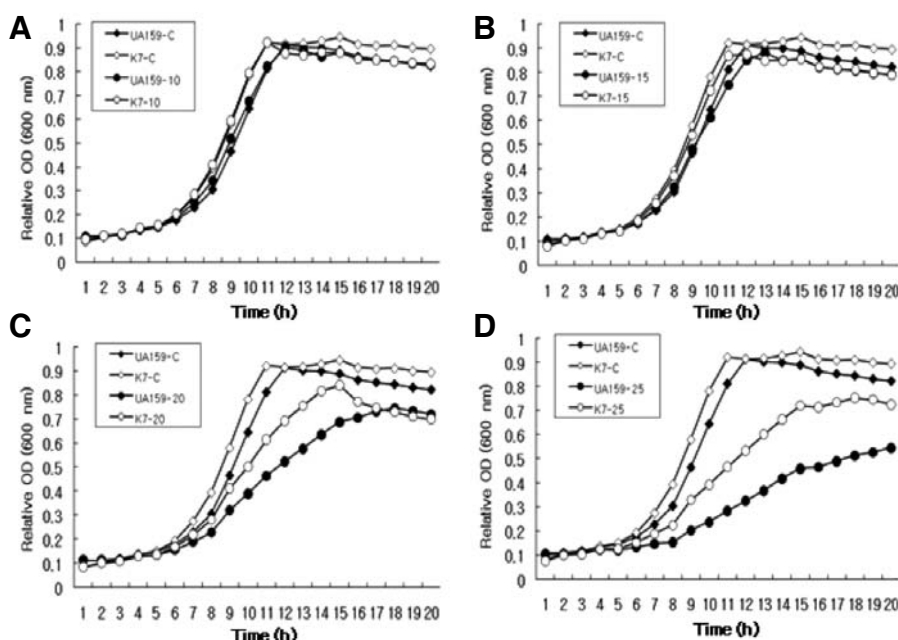 A
UA159-C
K7-C
UA159-10
K7-10
Relative OD (600 nm)
1
0.9
0.8
0.7
0.6
0.5
0.4
0.3
0.2
0.1
0
1 2 3 4 5 6 7 8 9 10 11 12 13 14 15 16 17 18 19 20
Time (h)
B
UA159-C
K7-C
UA159-15
K7-15
Relative OD (600 nm)
1
0.9
0.8
0.7
0.6
0.5
0.4
0.3
0.2
0.1
0
1 2 3 4 5 6 7 8 9 10 11 12 13 14 15 16 17 18 19 20
Time (h)
C
UA159-C
K7-C
UA159-20
K7-20
Relative OD (600 nm)
1
0.9
0.8
0.7
0.6
0.5
0.4
0.3
0.2
0.1
0
1 2 3 4 5 6 7 8 9 10 11 12 13 14 15 16 17 18 19 20
Time (h)
D
UA159-C
K7-C
UA159-25
K7-25
Relative OD (600 nm)
1
0.9
0.8
0.7
0.6
0.5
0.4
0.3
0.2
0.1
0
1 2 3 4 5 6 7 8 9 10 11 12 13 14 15 16 17 18 19 20
Time (h)